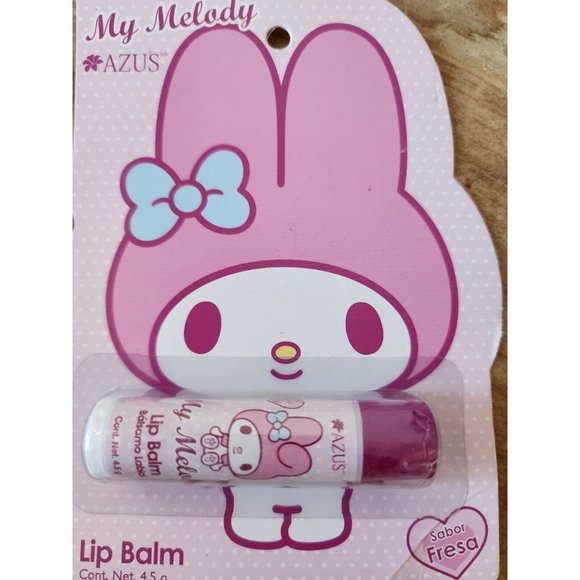 My Melody
AZUS
My Melo
AZUS
Lip Balm
Bálsamo Labial
Cont. Net. 4.5 g
Sabor
Fresa
Lip Balm
Cont. Net. 4.5 g